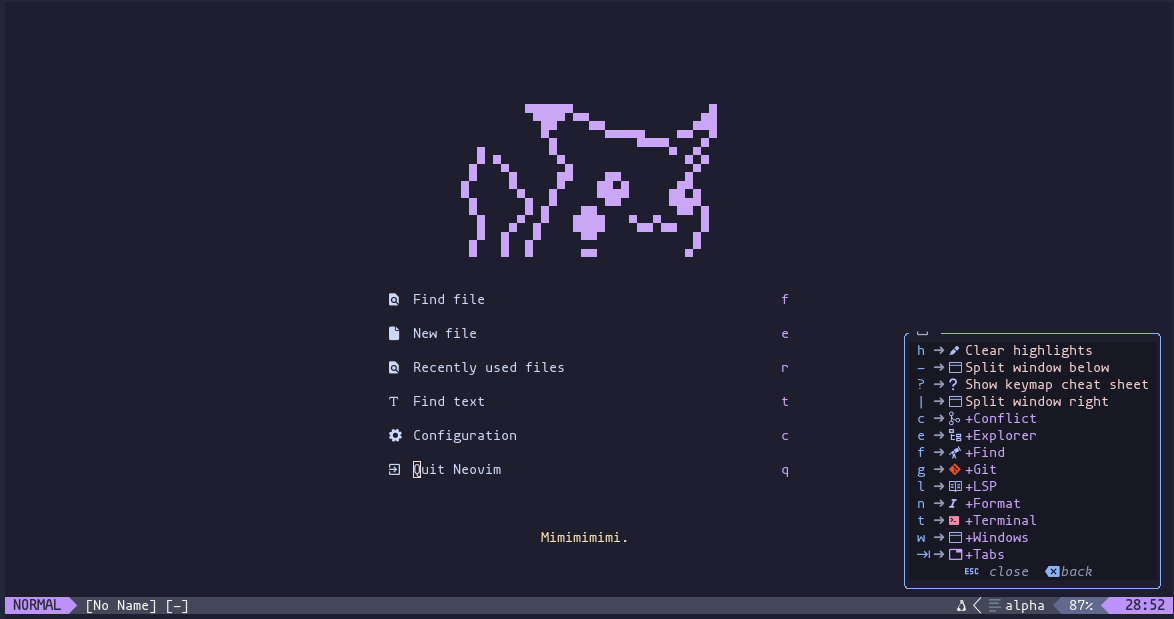 Find file f
New file e
Recently used files r
Find text t
Configuration c
Quit Neovim q
Mimimimimi.
h → Clear highlights
- → Split window below
? → ? Show keymap cheat sheet
| → Split window right
c → +Conflict
e → +Explorer
f → +Find
g → +Git
l → +LSP
n → I +Format
t → +Terminal
w → +Windows
→ +Tabs
ESC close back
NORMAL [No Name] [-] alpha 87% 28:52